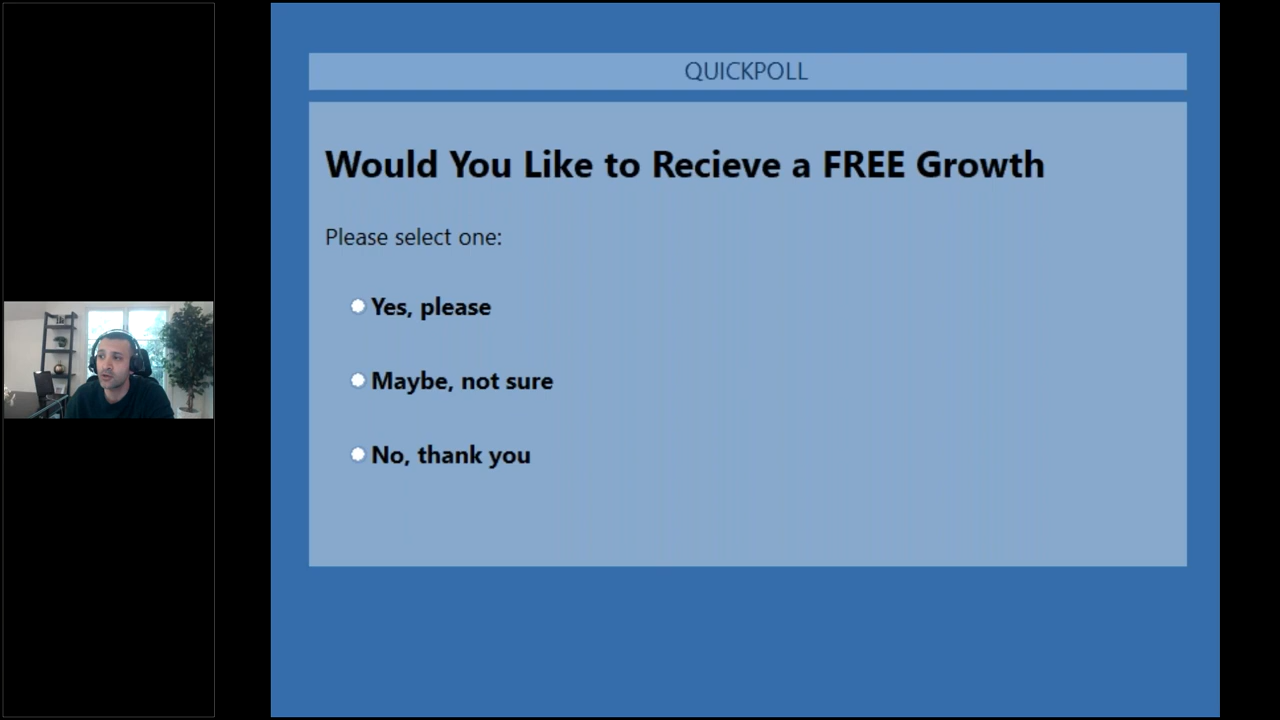 QUICKPOLL
Would You Like to Recieve a FREE Growth
Please select one:
Yes, please
Maybe, not sure
No, thank you